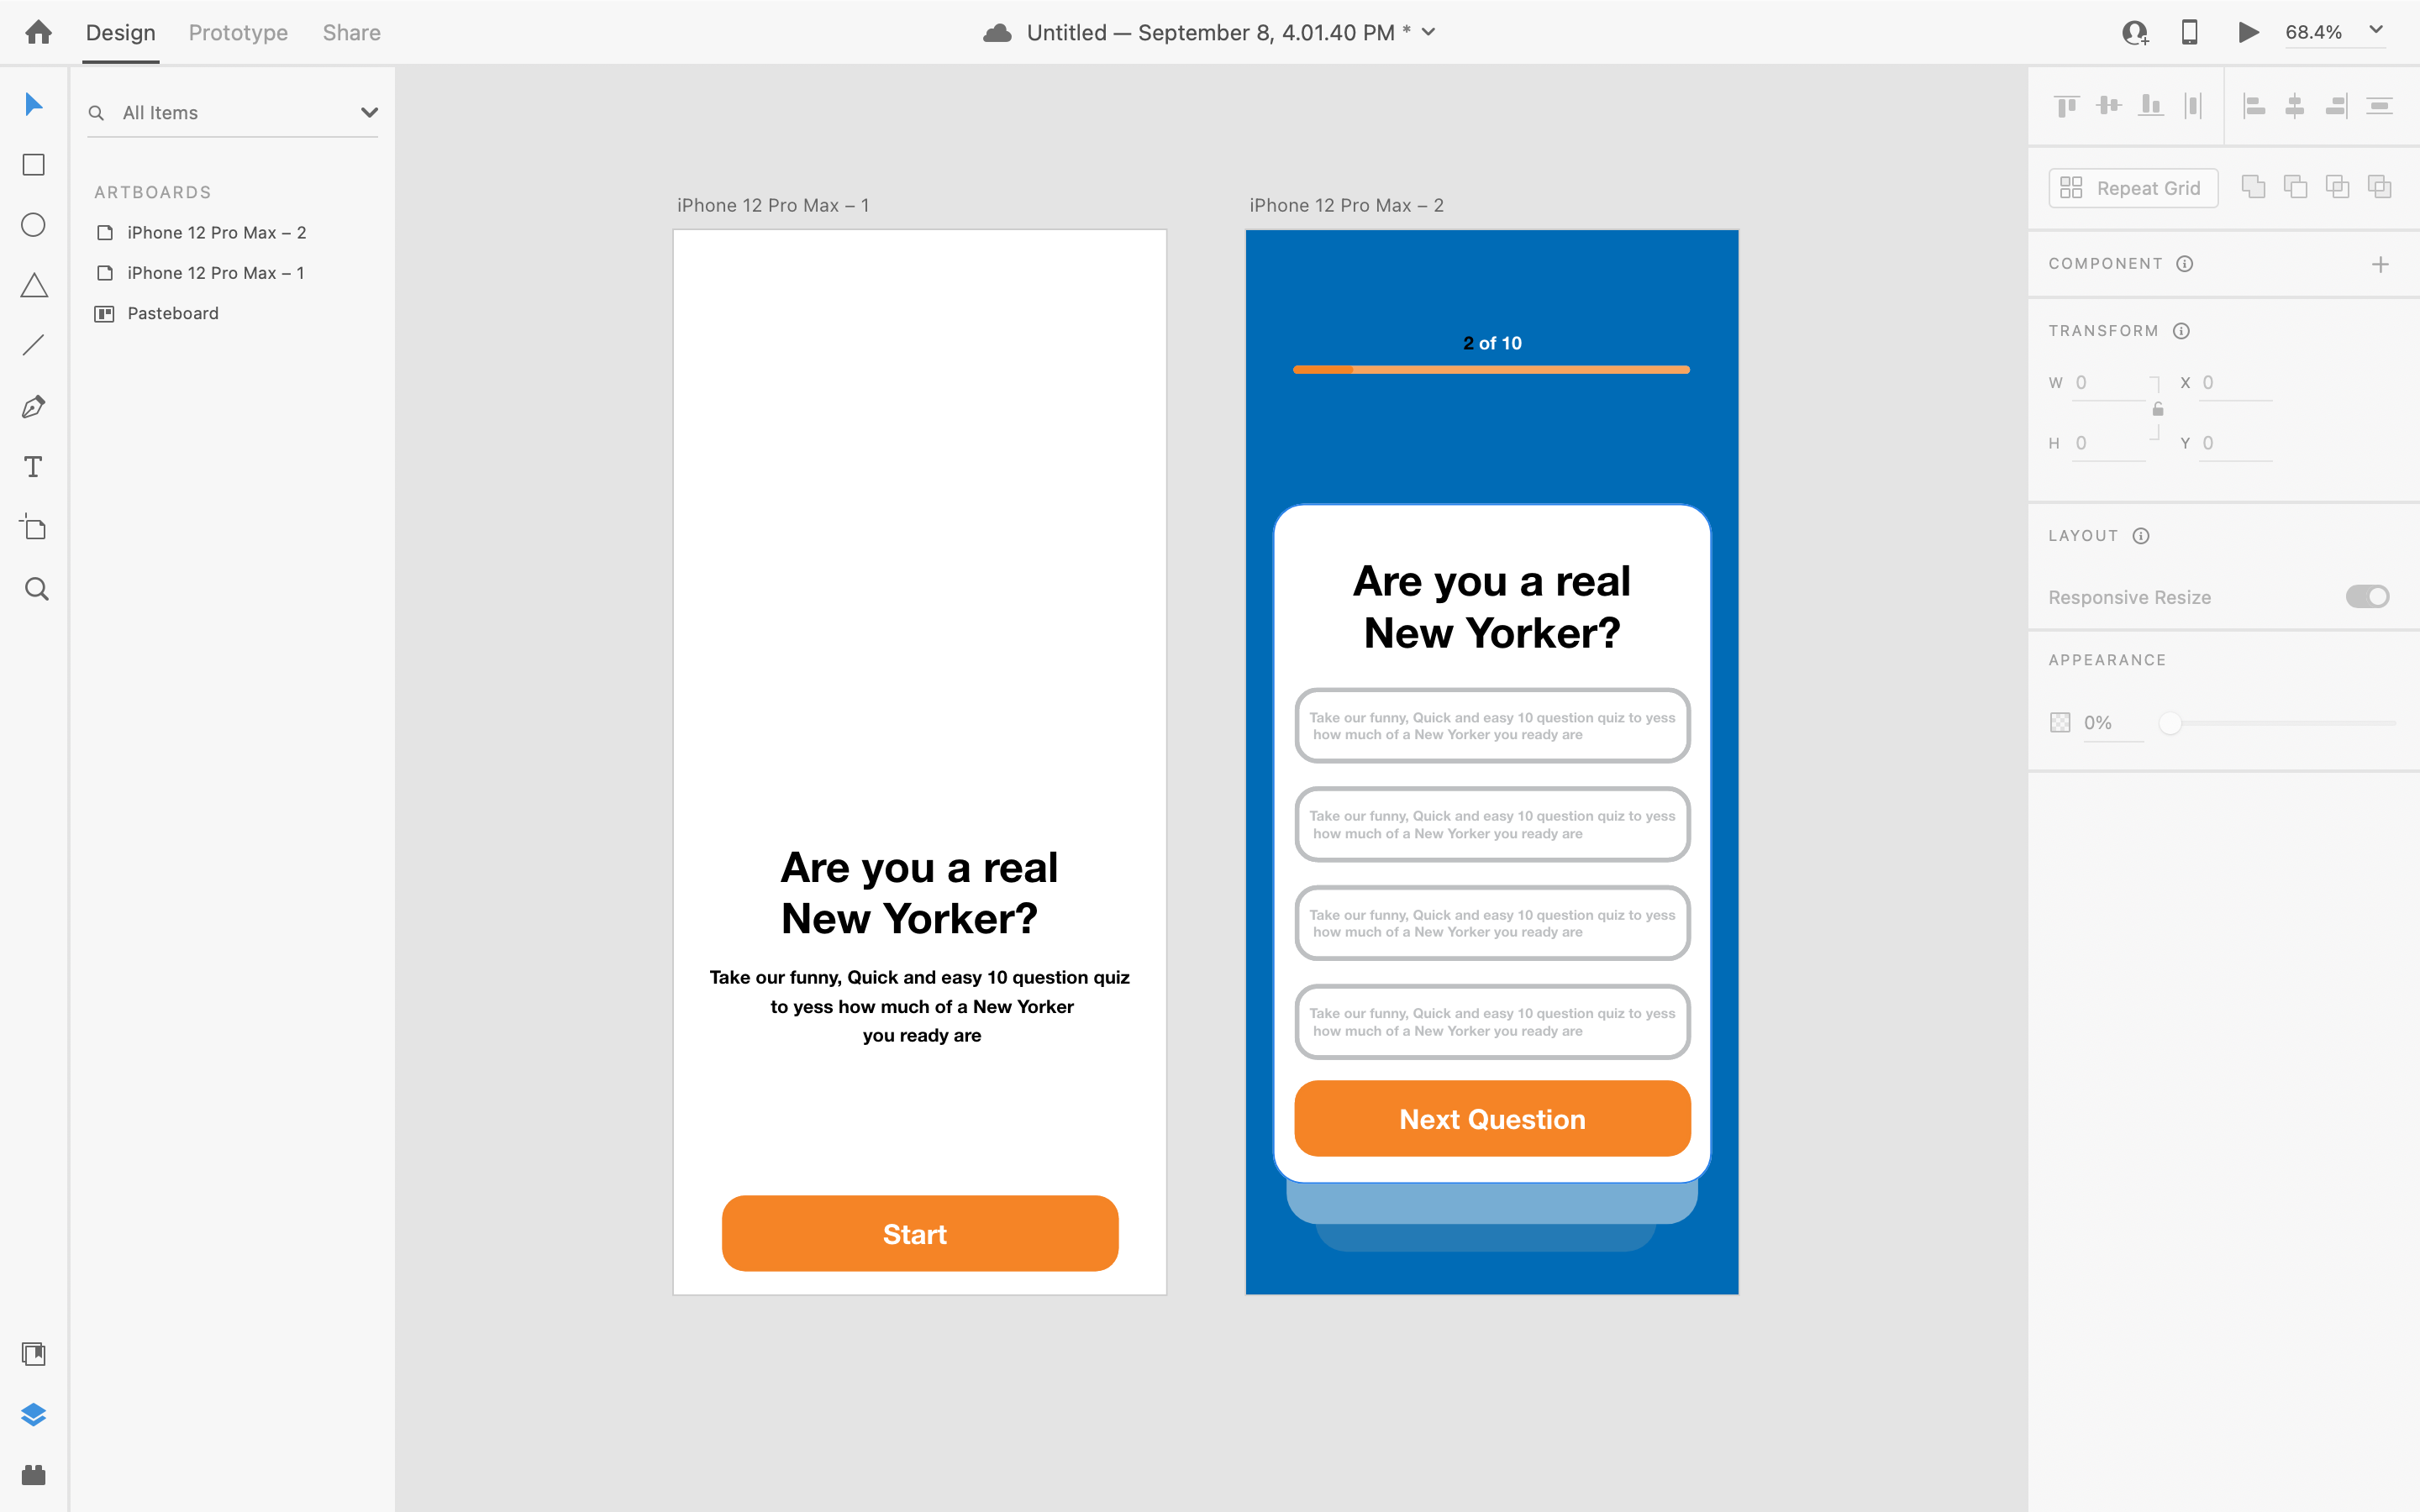 Design Prototype Share
Untitled — September 8, 4.01.40 PM *
68.4%
All Items
ARTBOARDS
iPhone 12 Pro Max – 2
iPhone 12 Pro Max – 1
Pasteboard
iPhone 12 Pro Max – 1
Are you a real
New Yorker?
Take our funny, Quick and easy 10 question quiz
to yess how much of a New Yorker
you ready are
Start
iPhone 12 Pro Max – 2
2 of 10
Are you a real
New Yorker?
Take our funny, Quick and easy 10 question quiz to yess
how much of a New Yorker you ready are
Take our funny, Quick and easy 10 question quiz to yess
how much of a New Yorker you ready are
Take our funny, Quick and easy 10 question quiz to yess
how much of a New Yorker you ready are
Take our funny, Quick and easy 10 question quiz to yess
how much of a New Yorker you ready are
Next Question
Repeat Grid
COMPONENT
TRANSFORM
W 0 X 0
H 0 Y 0
LAYOUT
Responsive Resize
APPEARANCE
0%